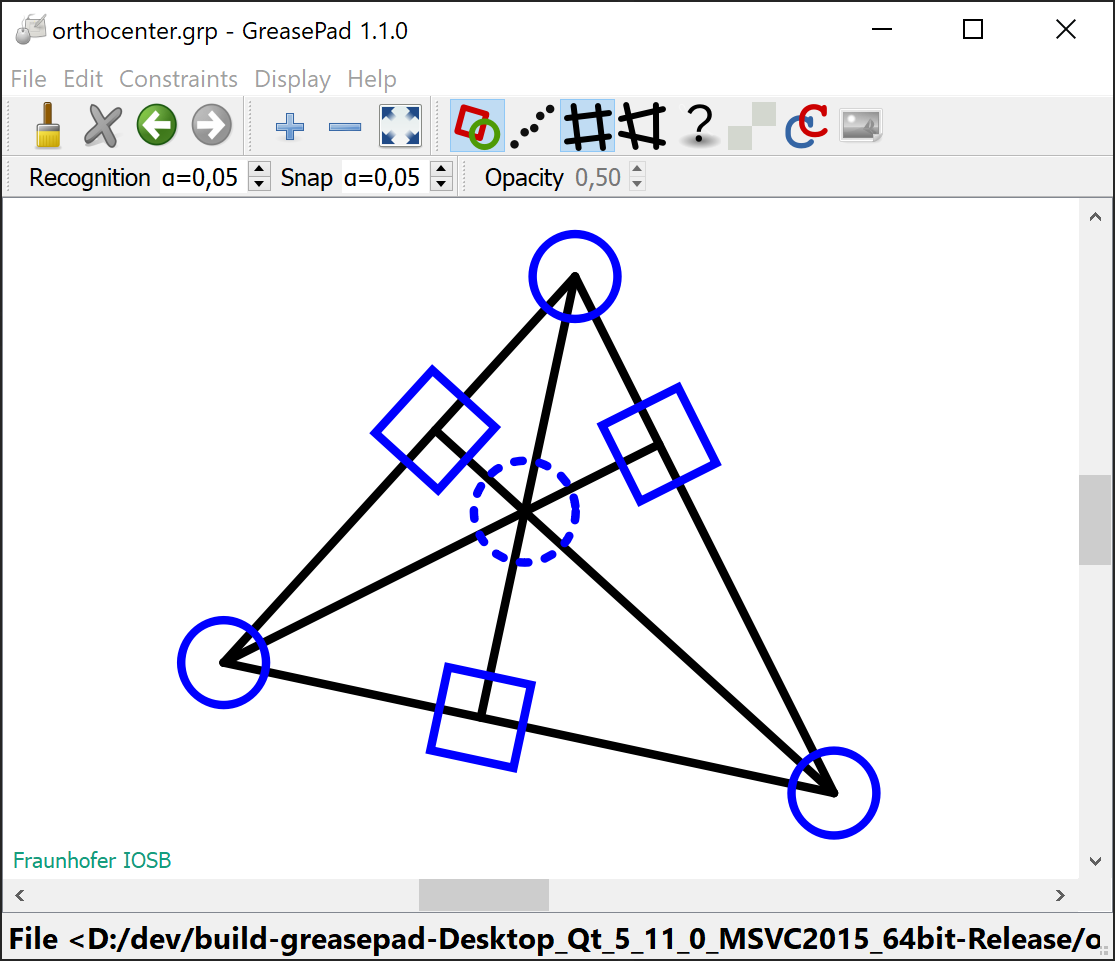 orthocenter.grp - GreasePad 1.1.0
File Edit Constraints Display Help
?
Recognition α=0,05 Snap α=0,05 Opacity 0,50
Fraunhofer IOSB
File <D:/dev/build-greasepad-Desktop_Qt_5_11_0_MSVC2015_64bit-Release/o